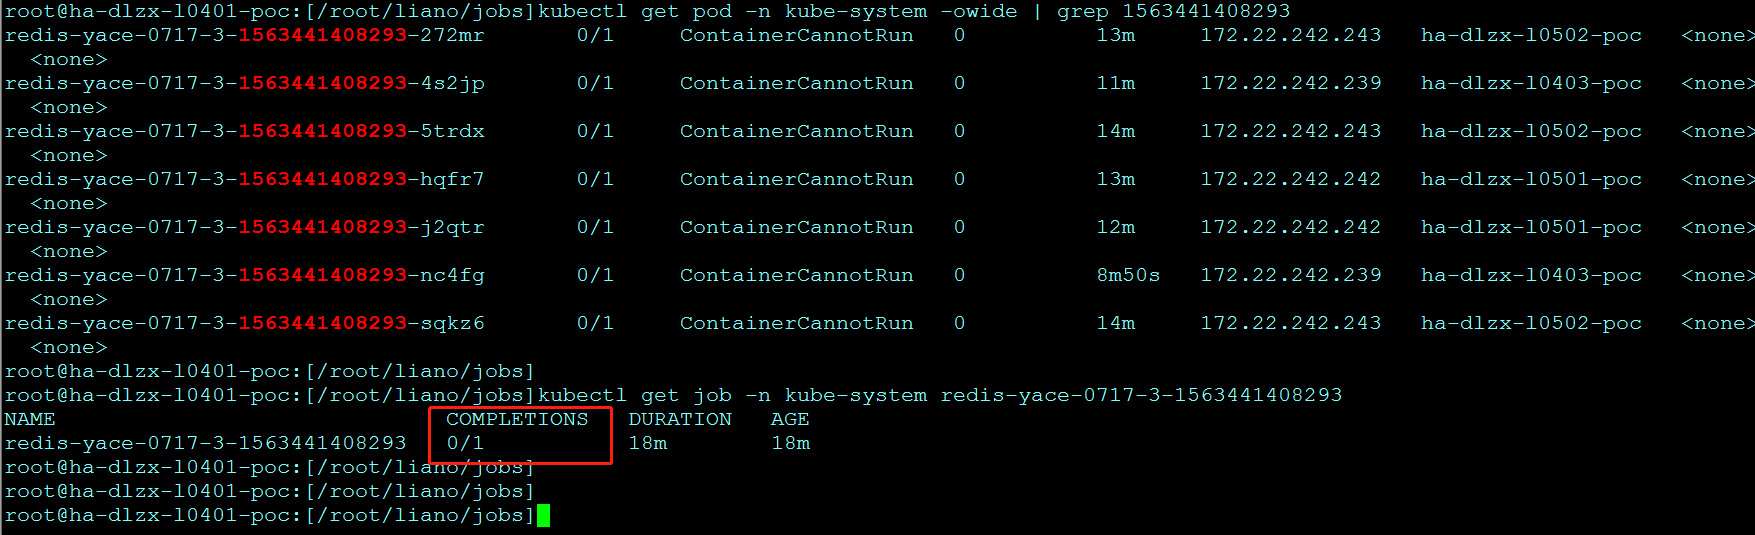 root@ha-dlzx-l0401-poc:[/root/liano/jobs]kubectl get pod -n kube-system -owide | grep 1563441408293
redis-yace-0717-3-1563441408293-272mr 0/1 ContainerCannotRun 0 13m 172.22.242.243 ha-dlzx-l0502-poc <none>
<none>
redis-yace-0717-3-1563441408293-4s2jp 0/1 ContainerCannotRun 0 11m 172.22.242.239 ha-dlzx-l0403-poc <none>
<none>
redis-yace-0717-3-1563441408293-5trdx 0/1 ContainerCannotRun 0 14m 172.22.242.243 ha-dlzx-l0502-poc <none>
<none>
redis-yace-0717-3-1563441408293-hqfr7 0/1 ContainerCannotRun 0 13m 172.22.242.242 ha-dlzx-l0501-poc <none>
<none>
redis-yace-0717-3-1563441408293-j2qtr 0/1 ContainerCannotRun 0 12m 172.22.242.242 ha-dlzx-l0501-poc <none>
<none>
redis-yace-0717-3-1563441408293-nc4fg 0/1 ContainerCannotRun 0 8m50s 172.22.242.239 ha-dlzx-l0403-poc <none>
<none>
redis-yace-0717-3-1563441408293-sqkz6 0/1 ContainerCannotRun 0 14m 172.22.242.243 ha-dlzx-l0502-poc <none>
<none>
root@ha-dlzx-l0401-poc:[/root/liano/jobs]
root@ha-dlzx-l0401-poc:[/root/liano/jobs]kubectl get job -n kube-system redis-yace-0717-3-1563441408293
NAME COMPLETIONS DURATION AGE
redis-yace-0717-3-1563441408293 0/1 18m 18m
root@ha-dlzx-l0401-poc:[/root/liano/jobs]
root@ha-dlzx-l0401-poc:[/root/liano/jobs]
root@ha-dlzx-l0401-poc:[/root/liano/jobs]